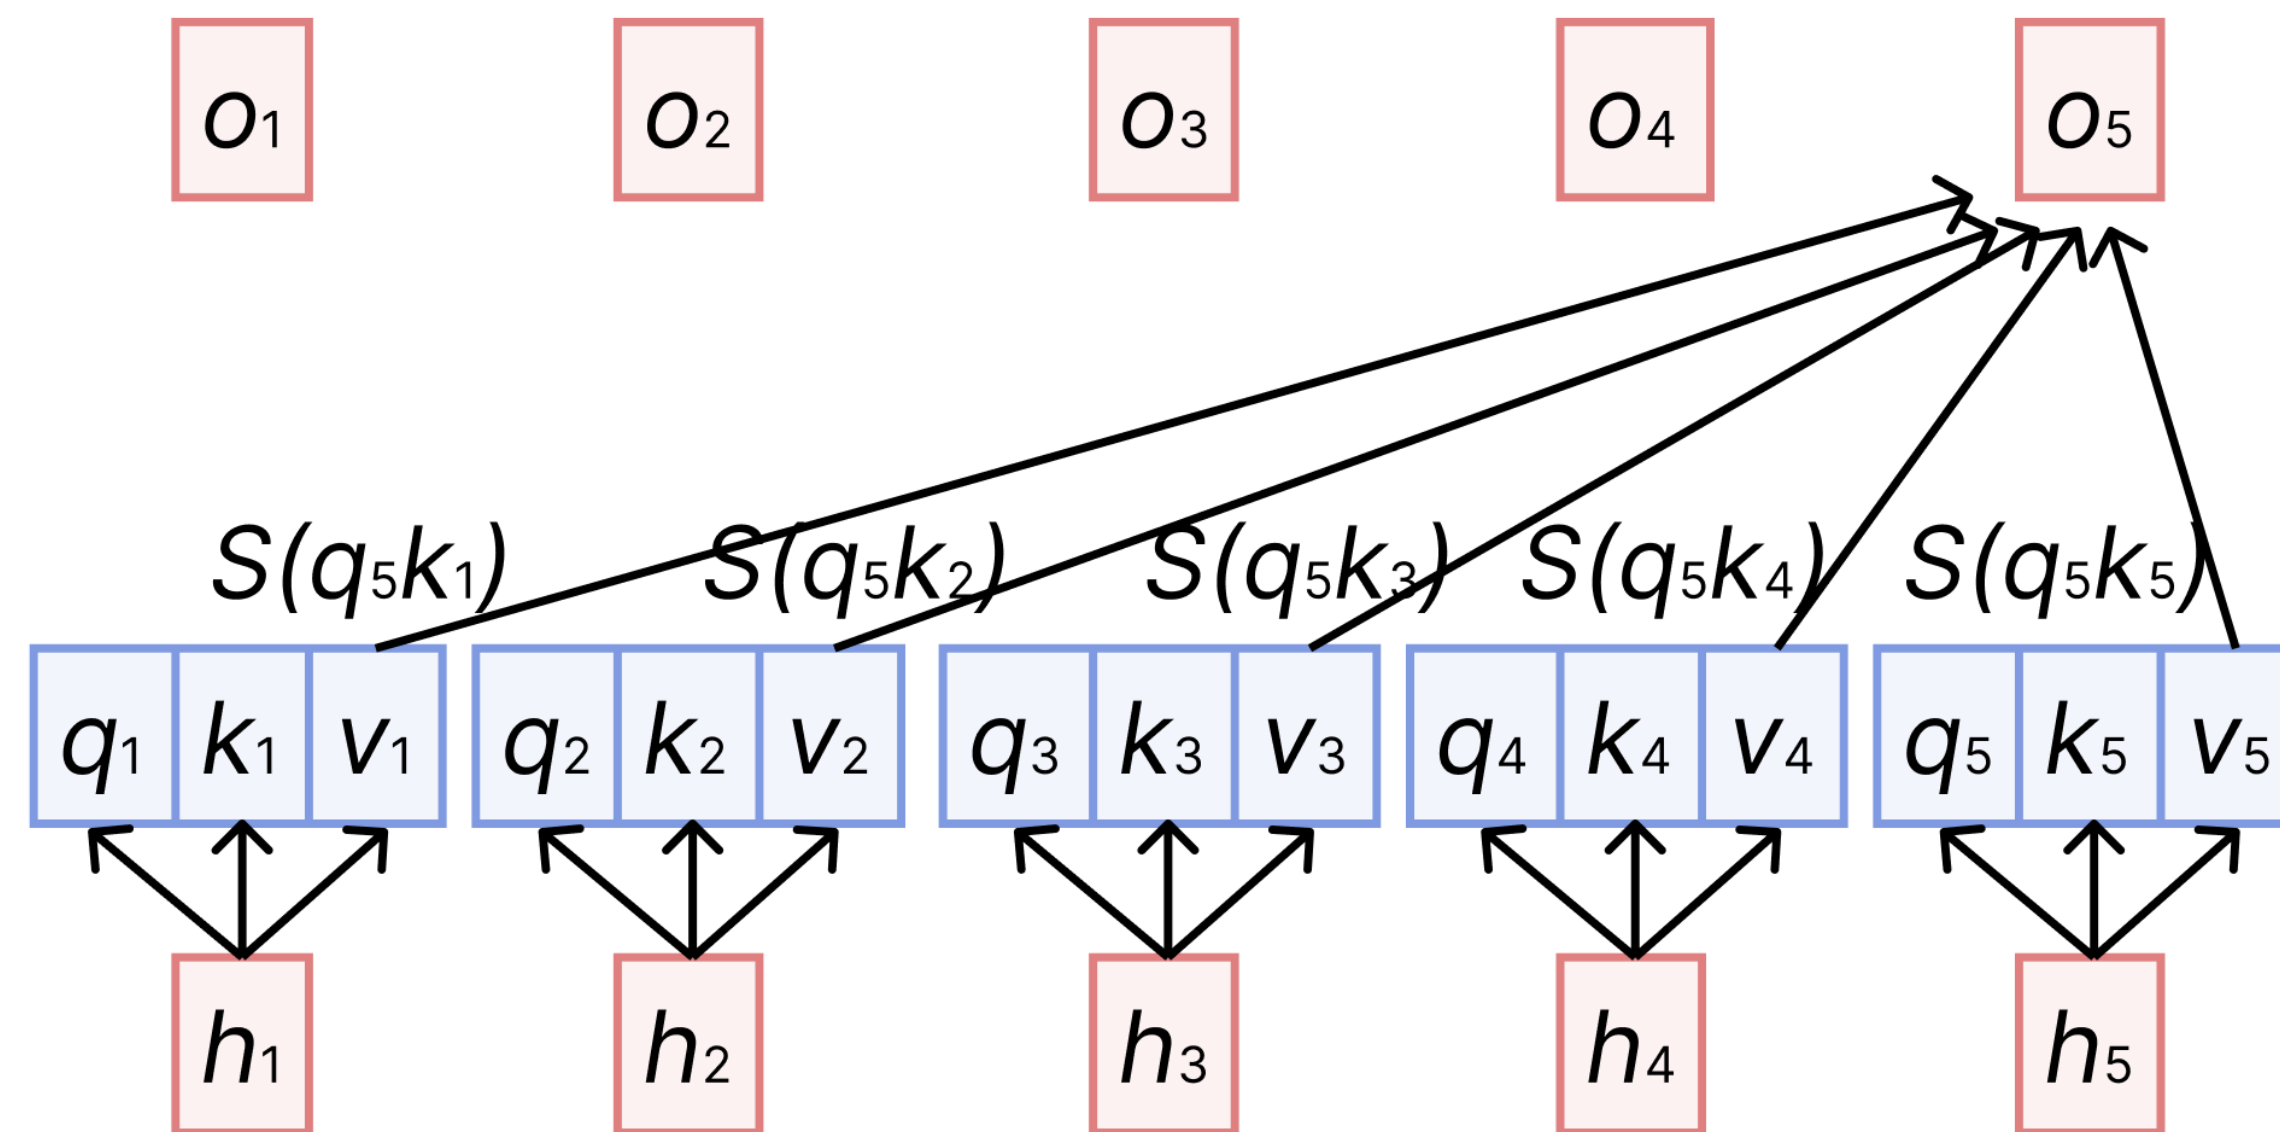 o1 o2 o3 o4 o5
S(q5k1) S(q5k2) S(q5k3) S(q5k4) S(q5k5)
q1 k1 v1 q2 k2 v2 q3 k3 v3 q4 k4 v4 q5 k5 v5
h1 h2 h3 h4 h5